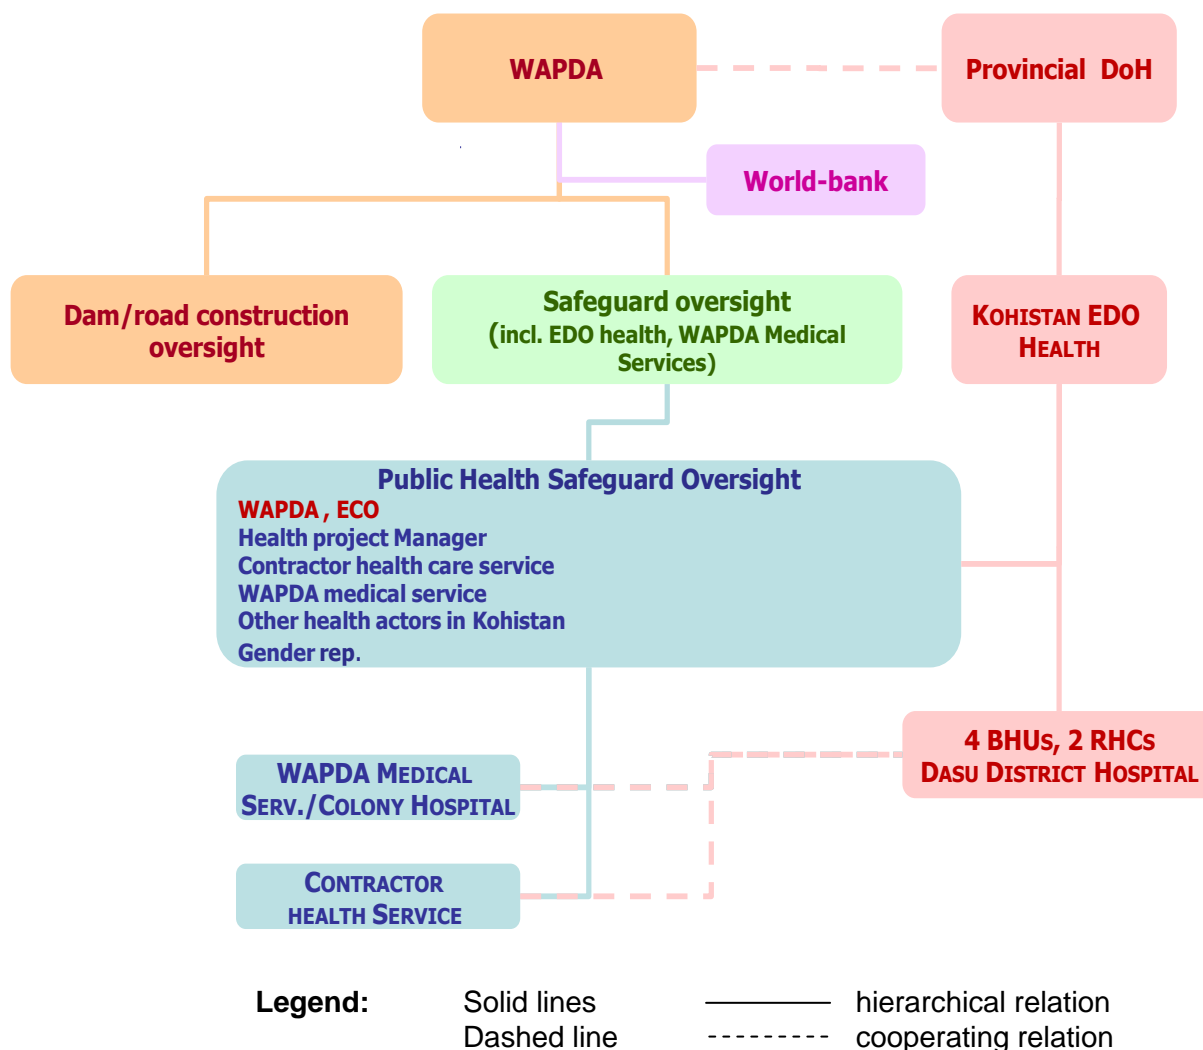 WAPDA
Provincial DoH
World-bank
Dam/road construction
oversight
Safeguard oversight
(incl. EDO health, WAPDA Medical
Services)
KOHISTAN EDO
HEALTH
Public Health Safeguard Oversight
WAPDA , ECO
Health project Manager
Contractor health care service
WAPDA medical service
Other health actors in Kohistan
Gender rep.
4 BHUs, 2 RHCs
DASU DISTRICT HOSPITAL
WAPDA MEDICAL
SERV./COLONY HOSPITAL
CONTRACTOR
HEALTH SERVICE
Legend: Solid lines hierarchical relation
Dashed line cooperating relation